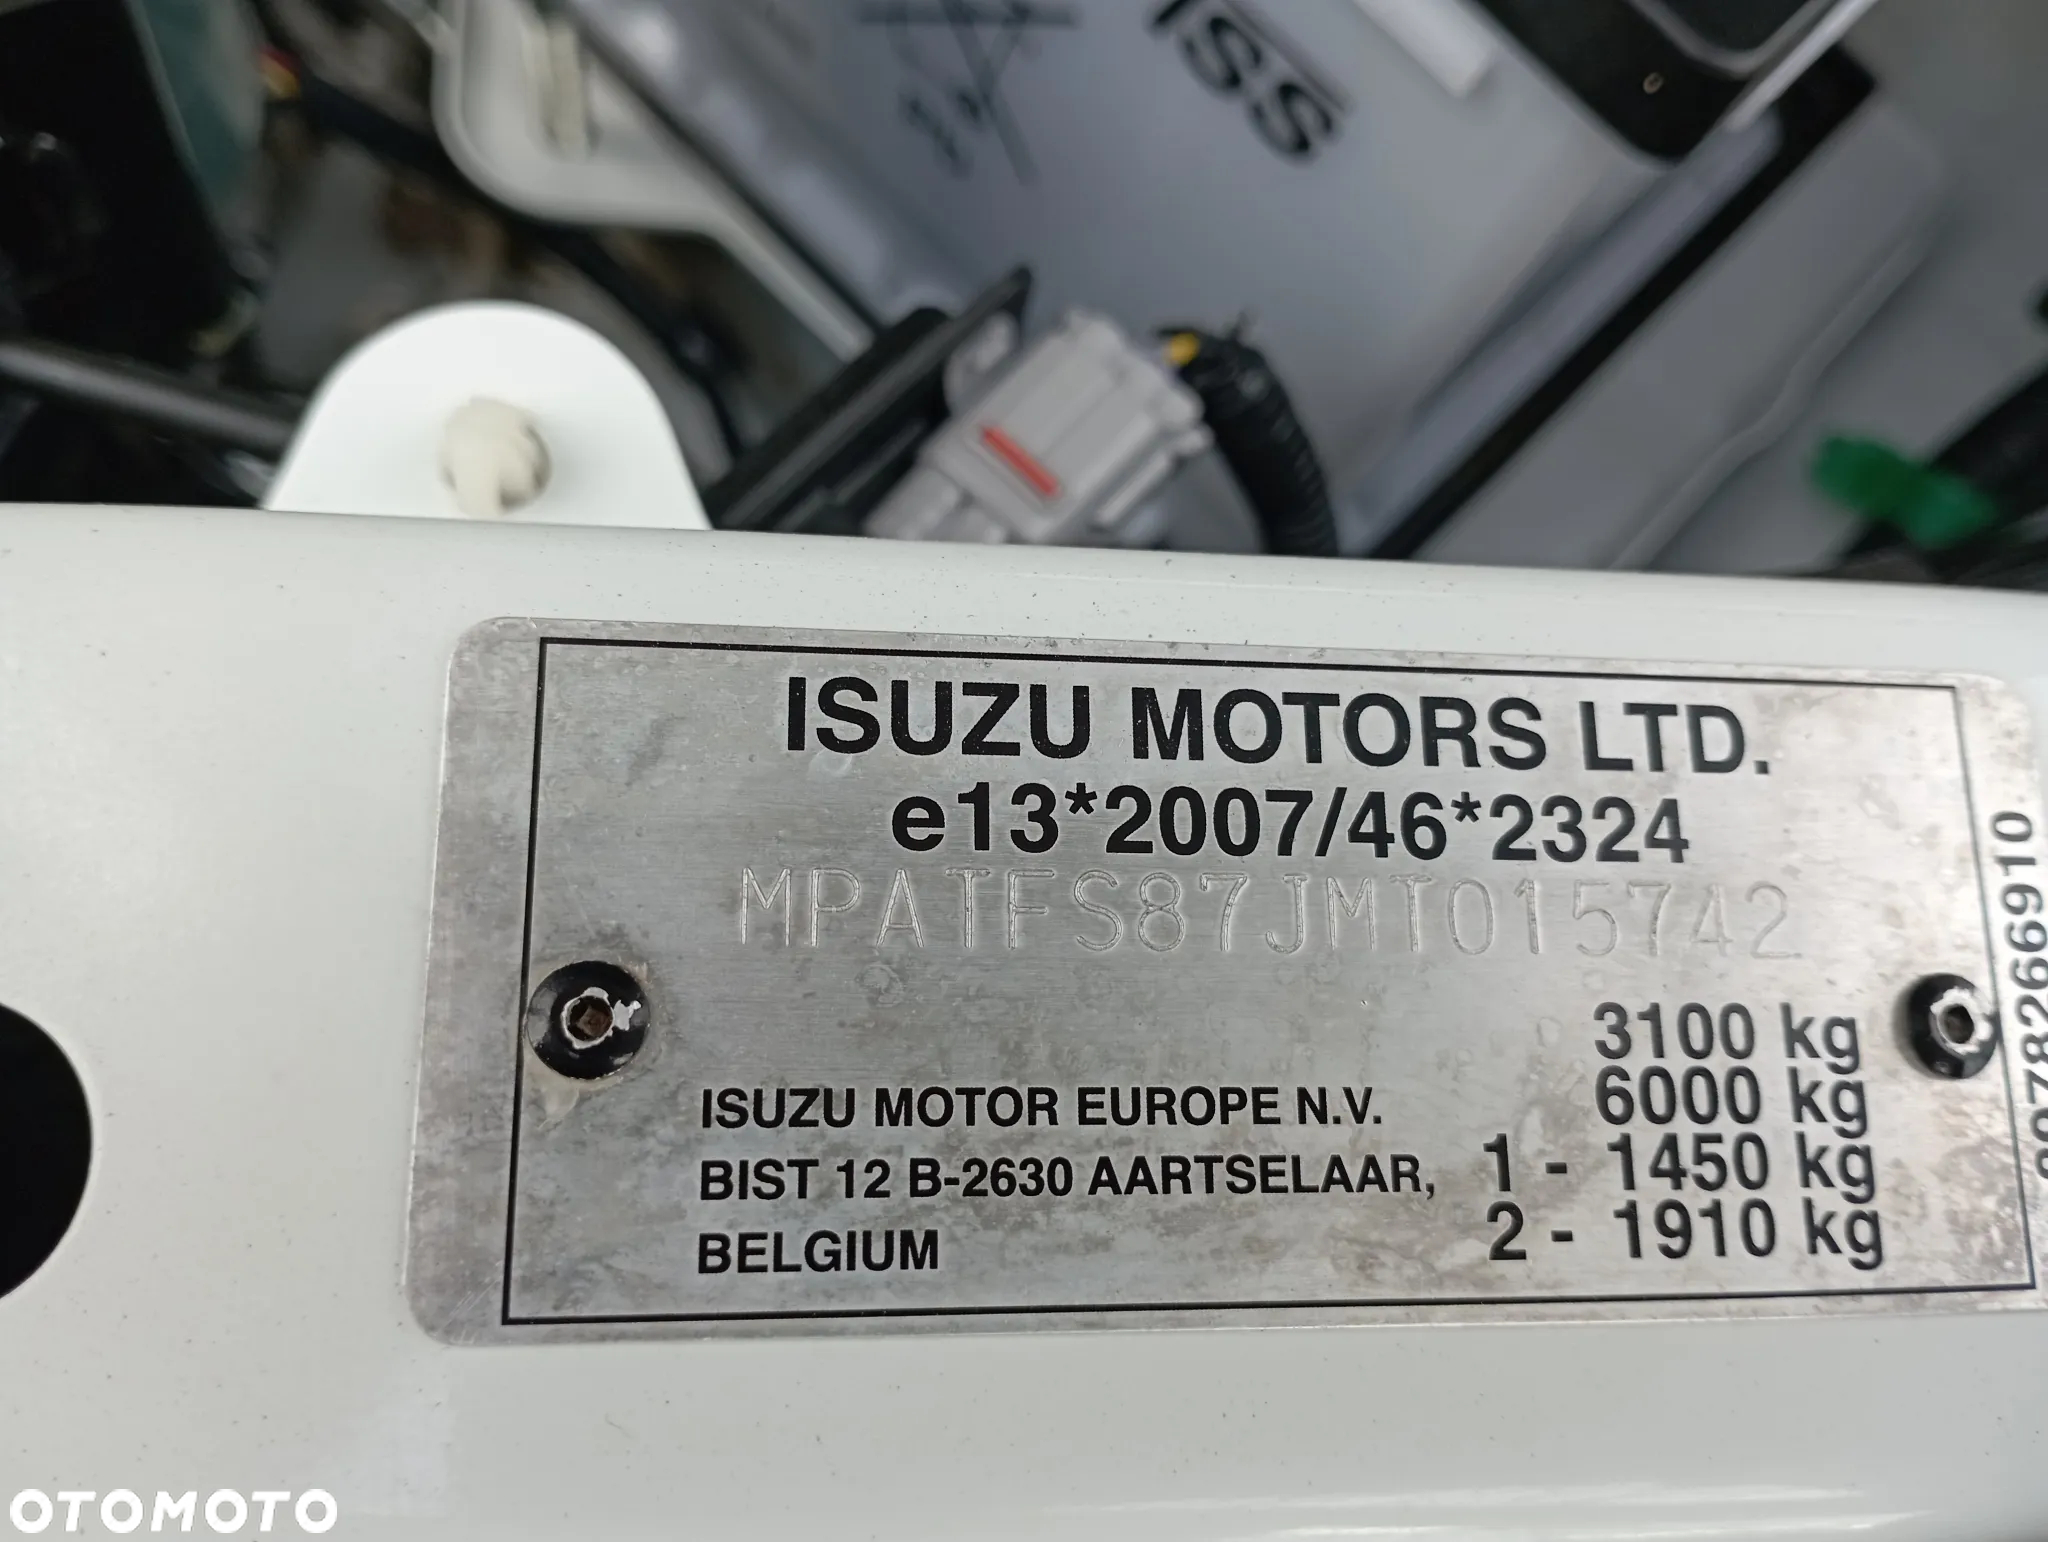 ISUZU MOTORS LTD.
e13*2007/46*2324
MPATFS87JMT015742
3100 kg
6000 kg
1 - 1450 kg
2 - 1910 kg
ISUZU MOTOR EUROPE N.V.
BIST 12 B-2630 AARTSELAAR,
BELGIUM
OTOMOTO